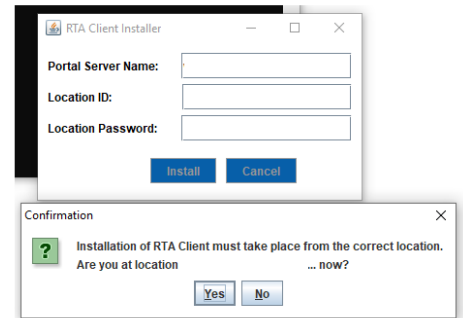 RTA Client Installer
Portal Server Name:
Location ID:
Location Password:
Install Cancel
Confirmation
Installation of RTA Client must take place from the correct location.
Are you at location ... now?
Yes No